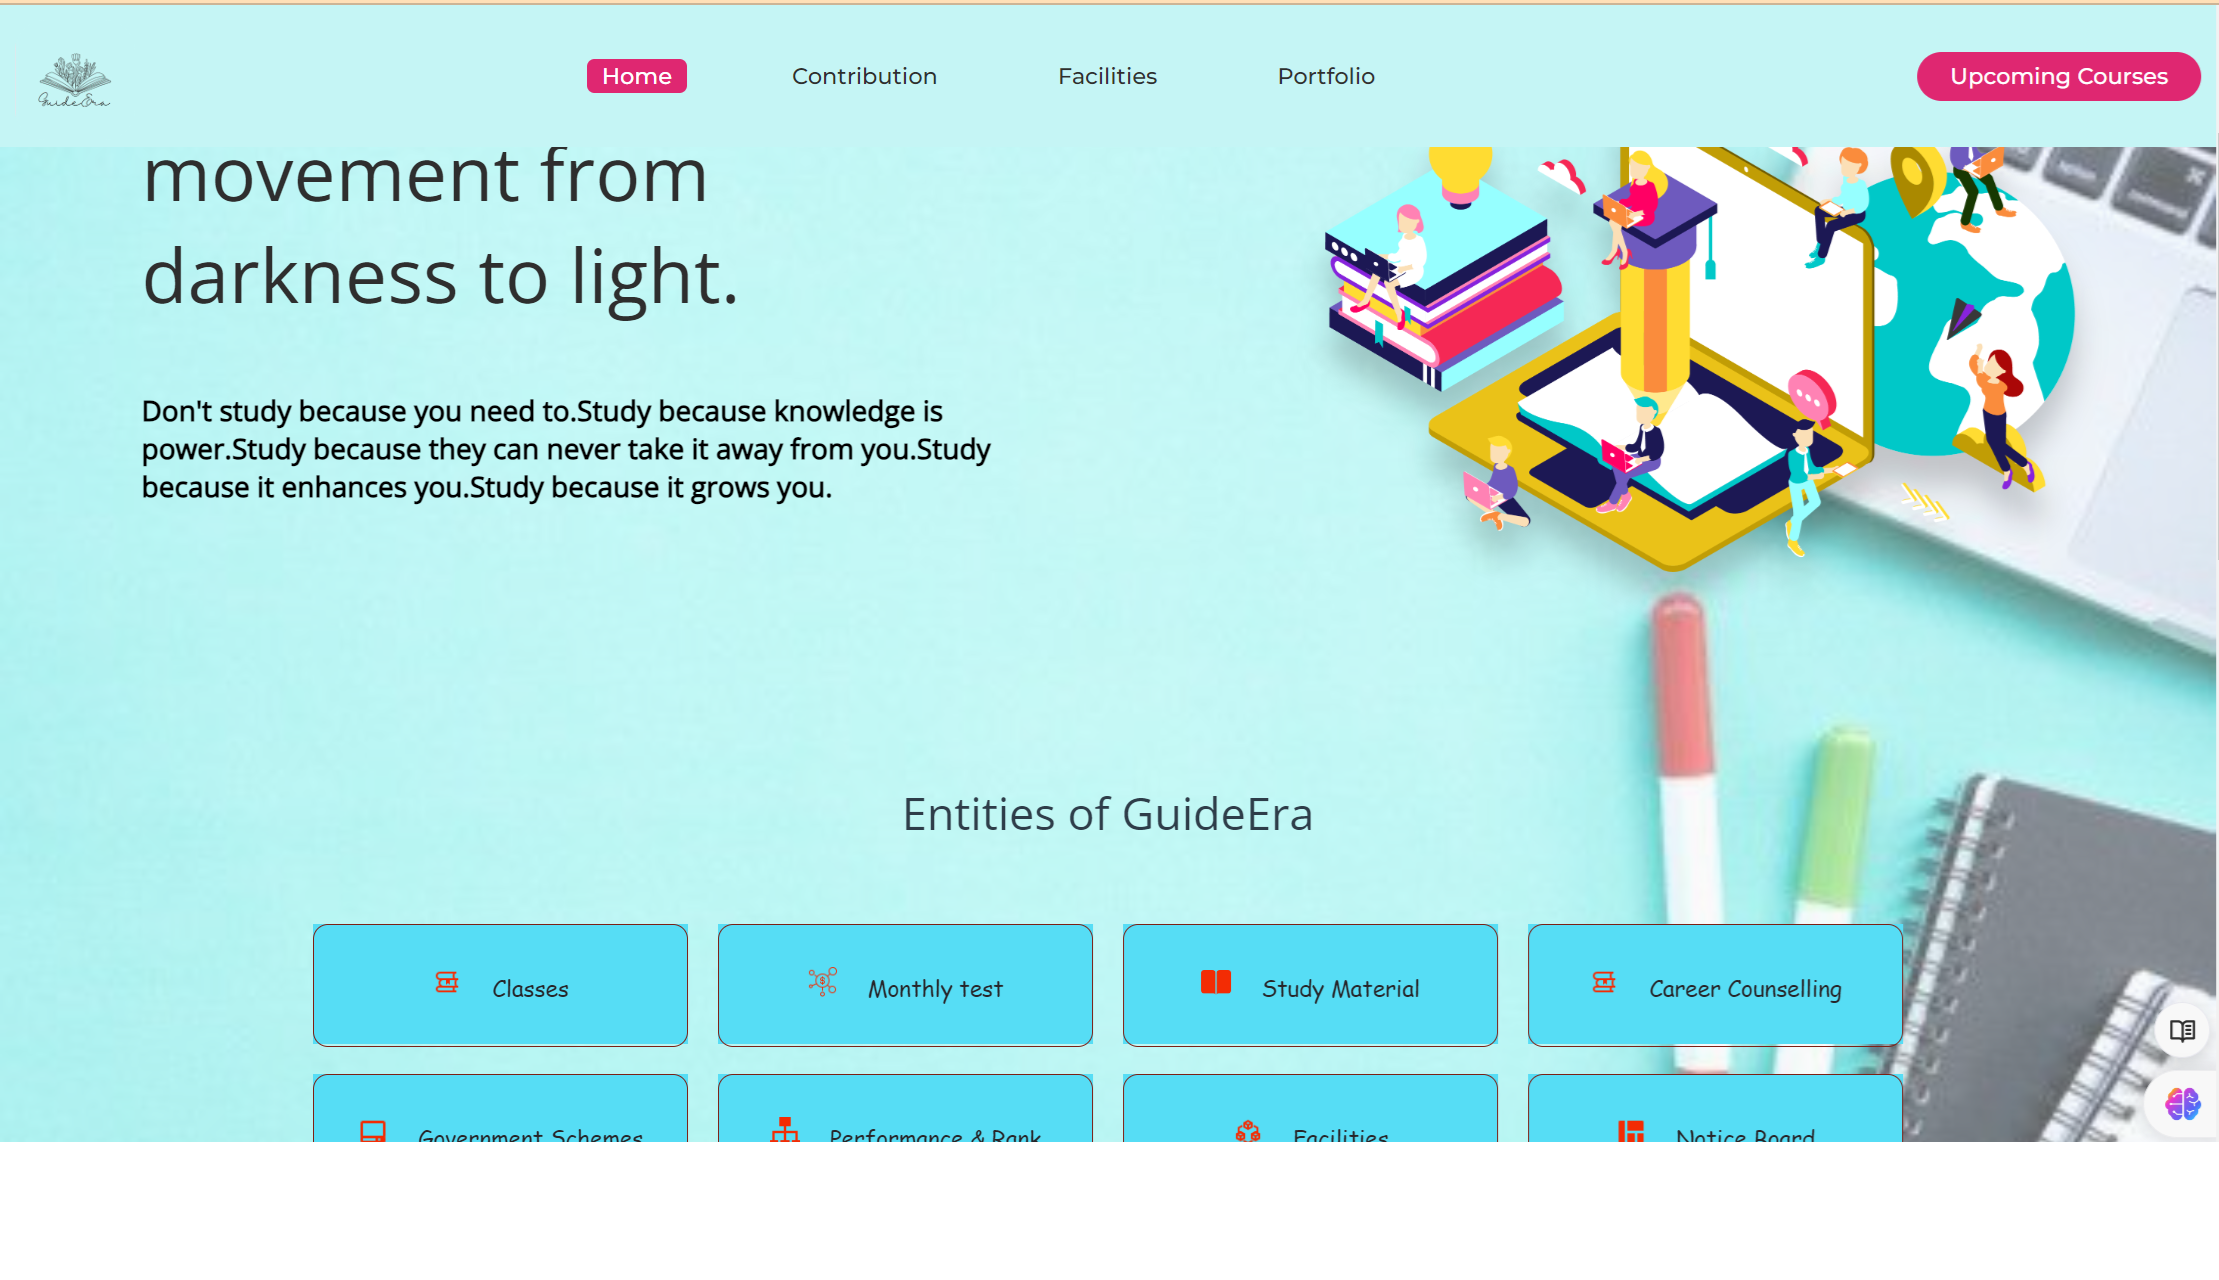 GuideEra
Home
Contribution
Facilities
Portfolio
Upcoming Courses
movement from
darkness to light.
Don't study because you need to.Study because knowledge is
power.Study because they can never take it away from you.Study
because it enhances you.Study because it grows you.
Entities of GuideEra
Classes
Monthly test
Study Material
Career Counselling
Government Schemes
Performance & Rank
Facilities
Notice Board